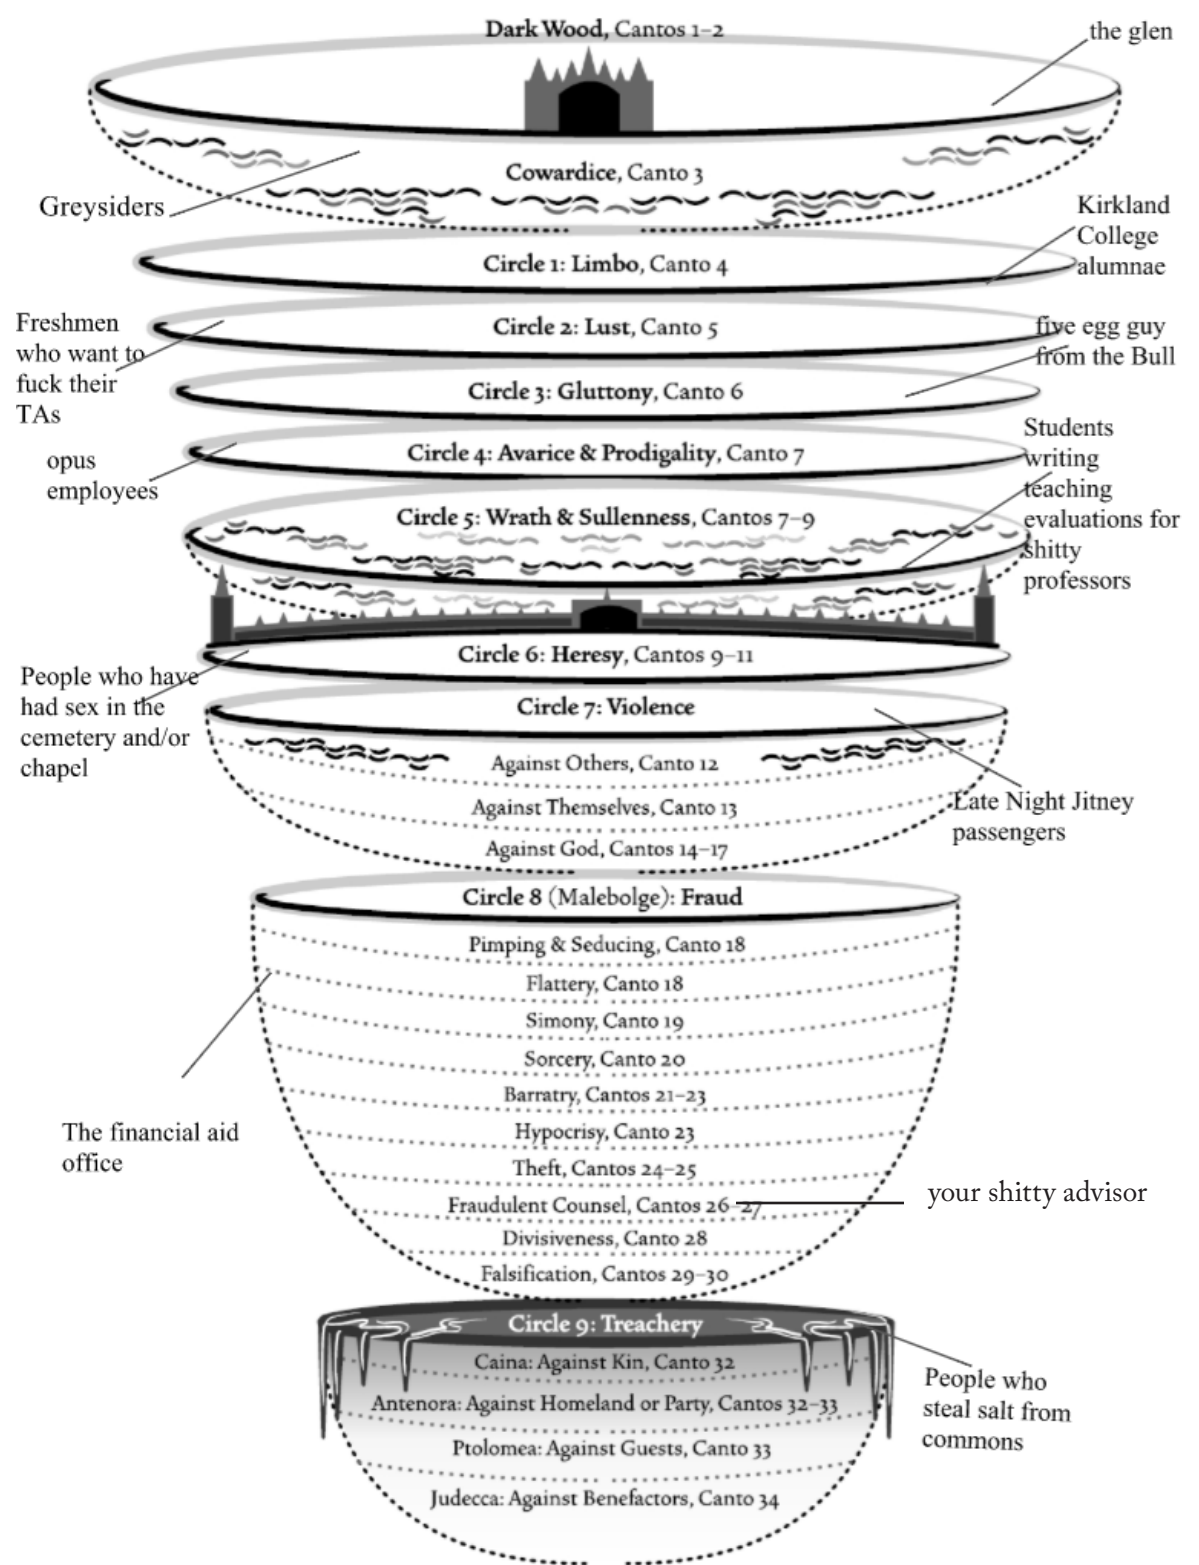 Dark Wood, Cantos 1–2
the glen
Cowardice, Canto 3
Greysiders
Kirkland
College
alumnae
Circle 1: Limbo, Canto 4
Freshmen
who want to
fuck their
TAs
Circle 2: Lust, Canto 5
five egg guy
from the Bull
Circle 3: Gluttony, Canto 6
opus
employees
Circle 4: Avarice & Prodigality, Canto 7
Students
writing
teaching
evaluations for
shitty
professors
Circle 5: Wrath & Sullenness, Cantos 7–9
Circle 6: Heresy, Cantos 9–11
People who have
had sex in the
cemetery and/or
chapel
Circle 7: Violence
Against Others, Canto 12
Against Themselves, Canto 13
Against God, Cantos 14–17
Late Night Jitney
passengers
Circle 8 (Malebolge): Fraud
Pimping & Seducing, Canto 18
Flattery, Canto 18
Simony, Canto 19
Sorcery, Canto 20
Barratry, Cantos 21–23
Hypocrisy, Canto 23
The financial aid
office
Theft, Cantos 24–25
Fraudulent Counsel, Cantos 26–27
your shitty advisor
Divisiveness, Canto 28
Falsification, Cantos 29–30
Circle 9: Treachery
Caina: Against Kin, Canto 32
People who
steal salt from
commons
Antenora: Against Homeland or Party, Cantos 32–33
Ptolomea: Against Guests, Canto 33
Judecca: Against Benefactors, Canto 34